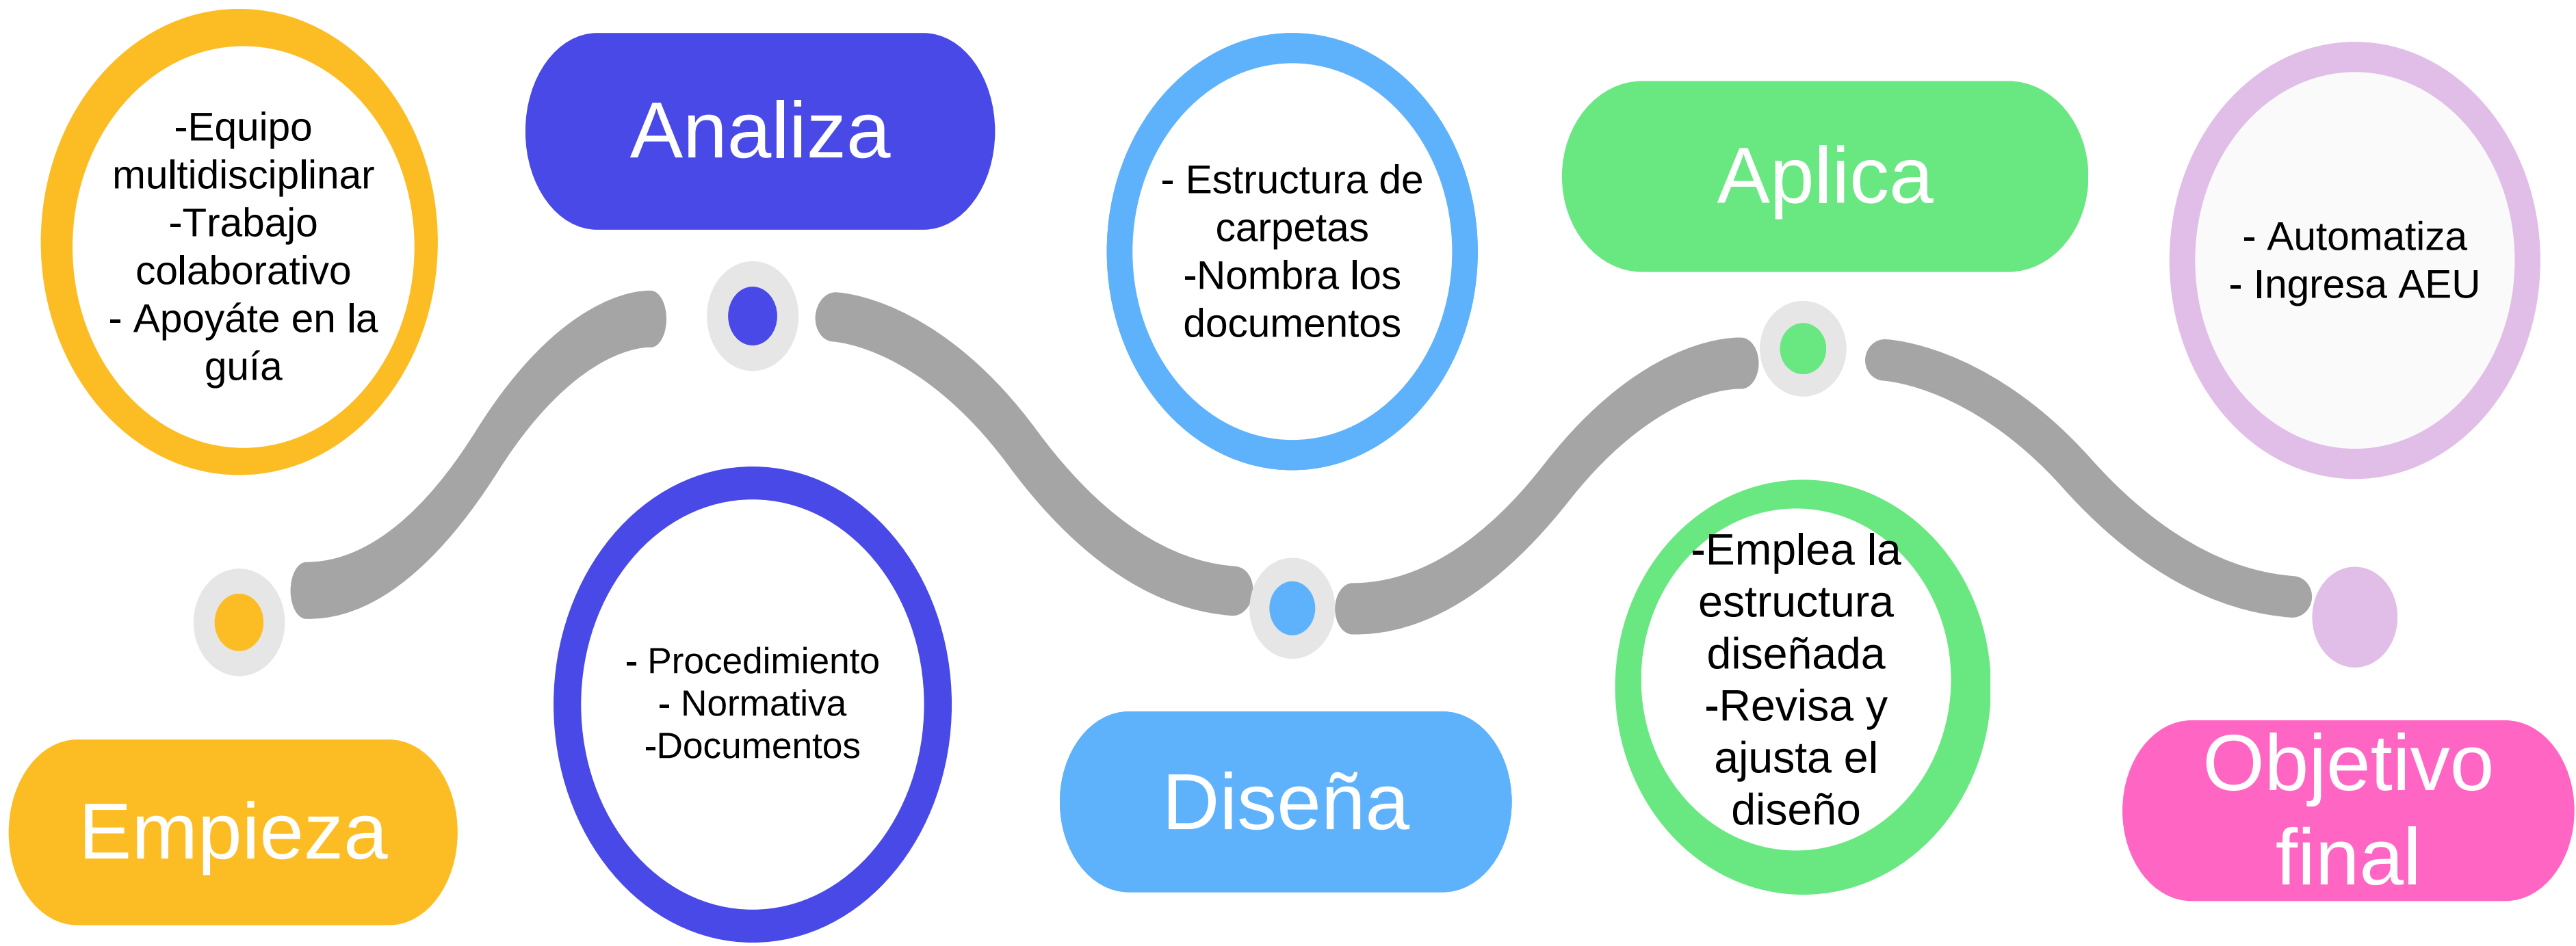 -Equipo
multidisciplinar
-Trabajo
colaborativo
- Apoyáte en la
guía
Empieza
Analiza
- Procedimiento
- Normativa
-Documentos
- Estructura de
carpetas
-Nombra los
documentos
Diseña
Aplica
-Emplea la
estructura
diseñada
-Revisa y
ajusta el
diseño
- Automatiza
- Ingresa AEU
Objetivo
final